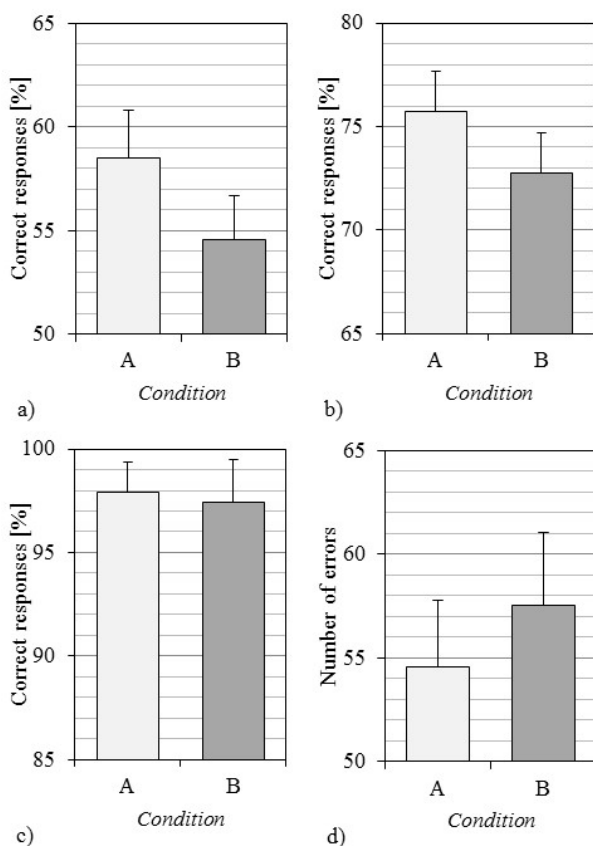 Correct responses [%]
65
60
55
50
A B
Condition
a)
Correct responses [%]
80
75
70
65
A B
Condition
b)
Correct responses [%]
100
95
90
85
A B
Condition
c)
Number of errors
65
60
55
50
A B
Condition
d)